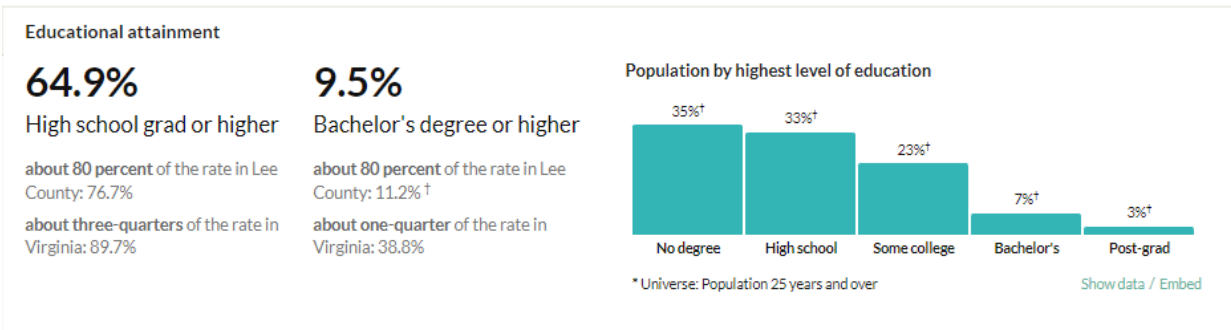 Educational attainment
64.9%
High school grad or higher
about 80 percent of the rate in Lee
County: 76.7%
about three-quarters of the rate in
Virginia: 89.7%
9.5%
Bachelor's degree or higher
about 80 percent of the rate in Lee
County: 11.2% †
about one-quarter of the rate in
Virginia: 38.8%
Population by highest level of education
35%† 33%† 23%† 7%† 3%†
No degree High school Some college Bachelor's Post-grad
* Universe: Population 25 years and over
Show data / Embed